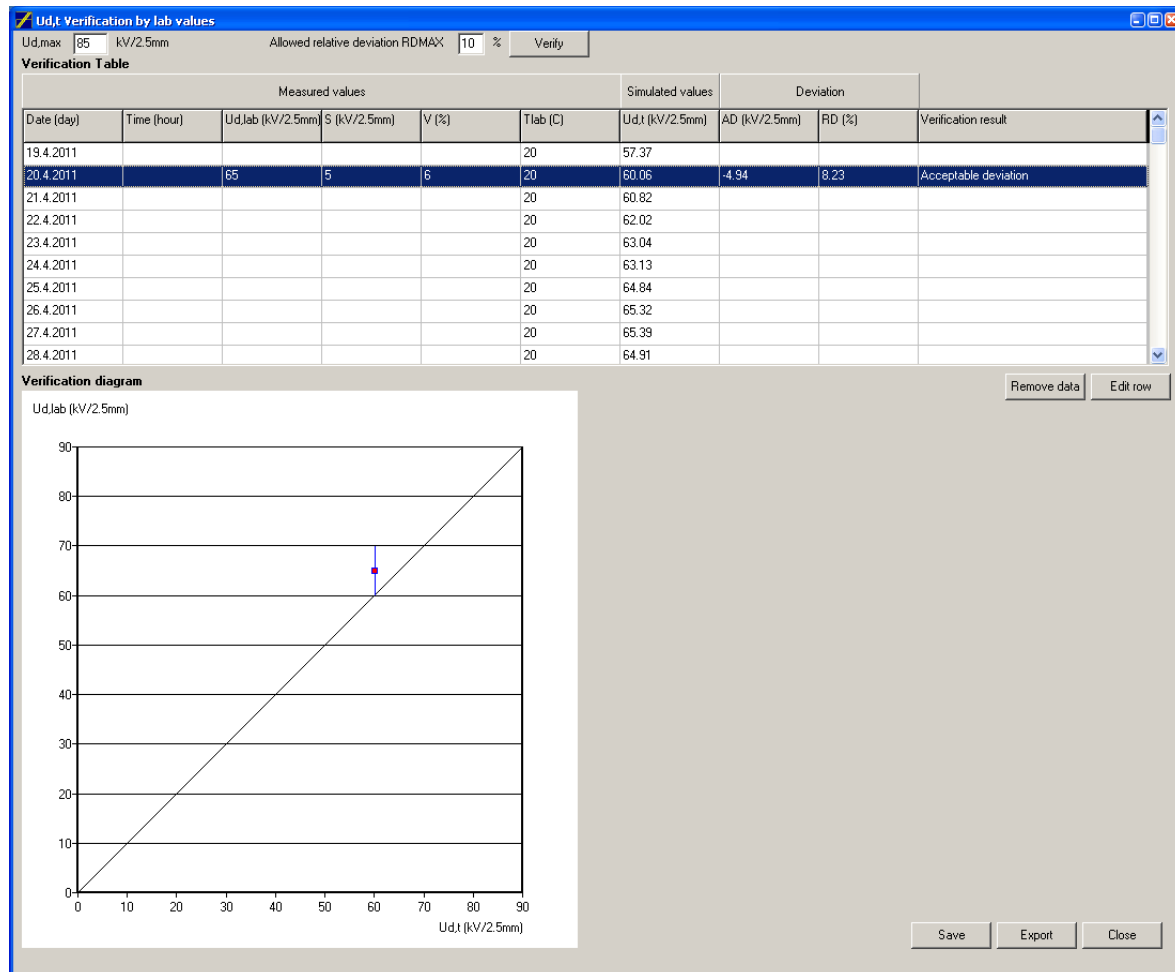 Ud,t Verification by lab values
Ud,max 85 kV/2.5mm Allowed relative deviation RDMAX 10 % Verify
Verification Table
Measured values Simulated values Deviation
Date (day) Time (hour) Ud,lab (kV/2.5mm) S (kV/2.5mm) V (%) Tlab (C) Ud,t (kV/2.5mm) AD (kV/2.5mm) RD (%) Verification result
19.4.2011 20 57.37
20.4.2011 65 5 6 20 60.06 -4.94 8.23 Acceptable deviation
21.4.2011 20 60.82
22.4.2011 20 62.02
23.4.2011 20 63.04
24.4.2011 20 63.13
25.4.2011 20 64.84
26.4.2011 20 65.32
27.4.2011 20 65.39
28.4.2011 20 64.91
Verification diagram Remove data Edit row
Ud,lab (kV/2.5mm)
90
80
70
60
50
40
30
20
10
0
0 10 20 30 40 50 60 70 80 90
Ud,t (kV/2.5mm)
Save Export Close